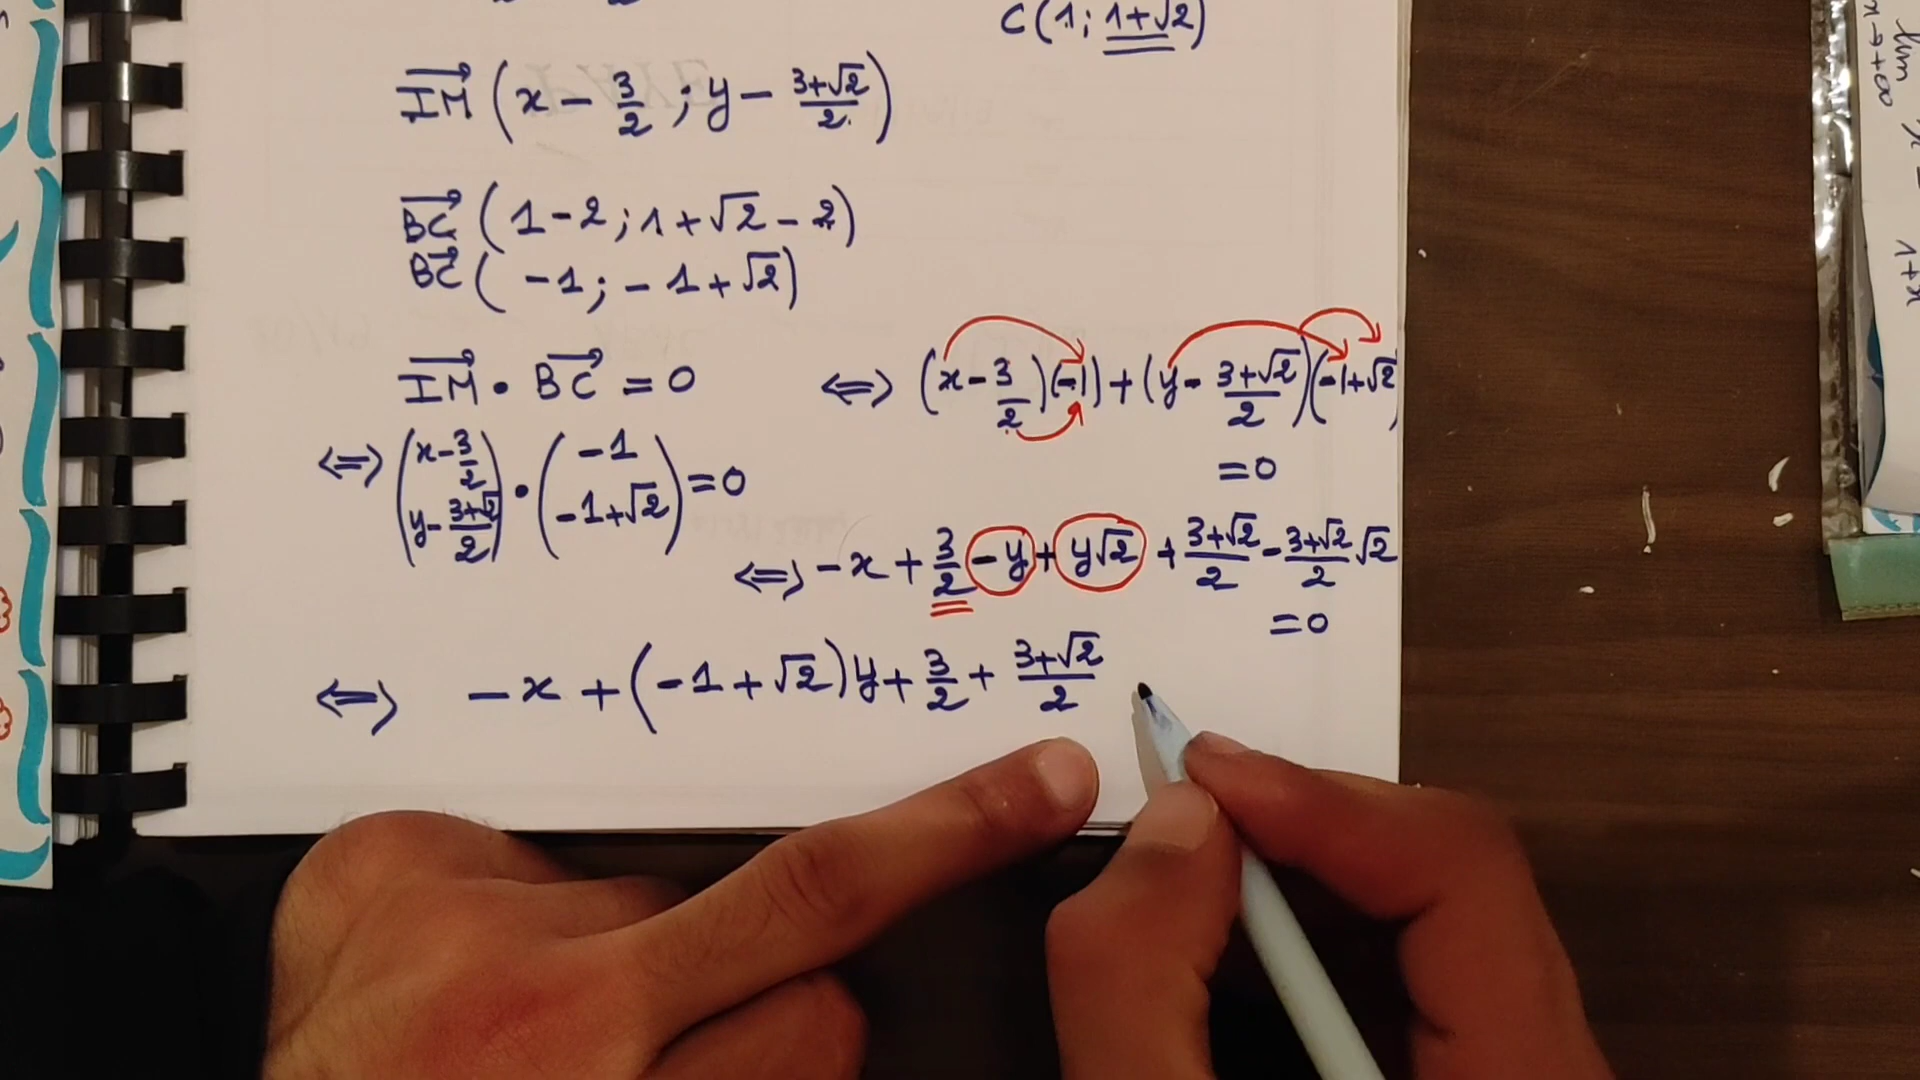 C(1; 1+√2)
IM (x - 3/2 ; y - (3+√2)/2)
BC (1-2 ; 1+√2-2)
BC (-1 ; -1+√2)
IM • BC = 0
<=> (x - 3/2)(-1) + (y - (3+√2)/2)(-1+√2)
= 0
<=> (x - 3/2 y - (3+√2)/2) • (-1 -1+√2) = 0
<=> -x + 3/2 - y + y√2 + (3+√2)/2 - (3+√2)/2 √2
= 0
<=> -x + (-1+√2)y + 3/2 + (3+√2)/2
lim
x→+∞
1+x